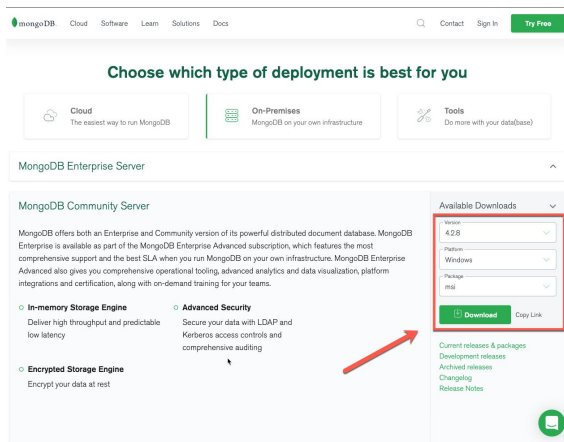 mongoDB
Cloud Software Learn Solutions Docs
Contact Sign In Try Free
Choose which type of deployment is best for you
Cloud
The easiest way to run MongoDB
On-Premises
MongoDB on your own infrastructure
Tools
Do more with your data(base)
MongoDB Enterprise Server
MongoDB Community Server
MongoDB offers both an Enterprise and Community version of its powerful distributed document database. MongoDB
Enterprise is available as part of the MongoDB Enterprise Advanced subscription, which features the most
comprehensive support and the best SLA when you run MongoDB on your own infrastructure. MongoDB Enterprise
Advanced also gives you comprehensive operational tooling, advanced analytics and data visualization, platform
integrations and certification, along with on-demand training for your teams.
In-memory Storage Engine
Deliver high throughput and predictable
low latency
Advanced Security
Secure your data with LDAP and
Kerberos access controls and
comprehensive auditing
Encrypted Storage Engine
Encrypt your data at rest
Available Downloads
Version
4.2.8
Platform
Windows
Package
msi
Download Copy Link
Current releases & packages
Development releases
Archived releases
Changelog
Release Notes